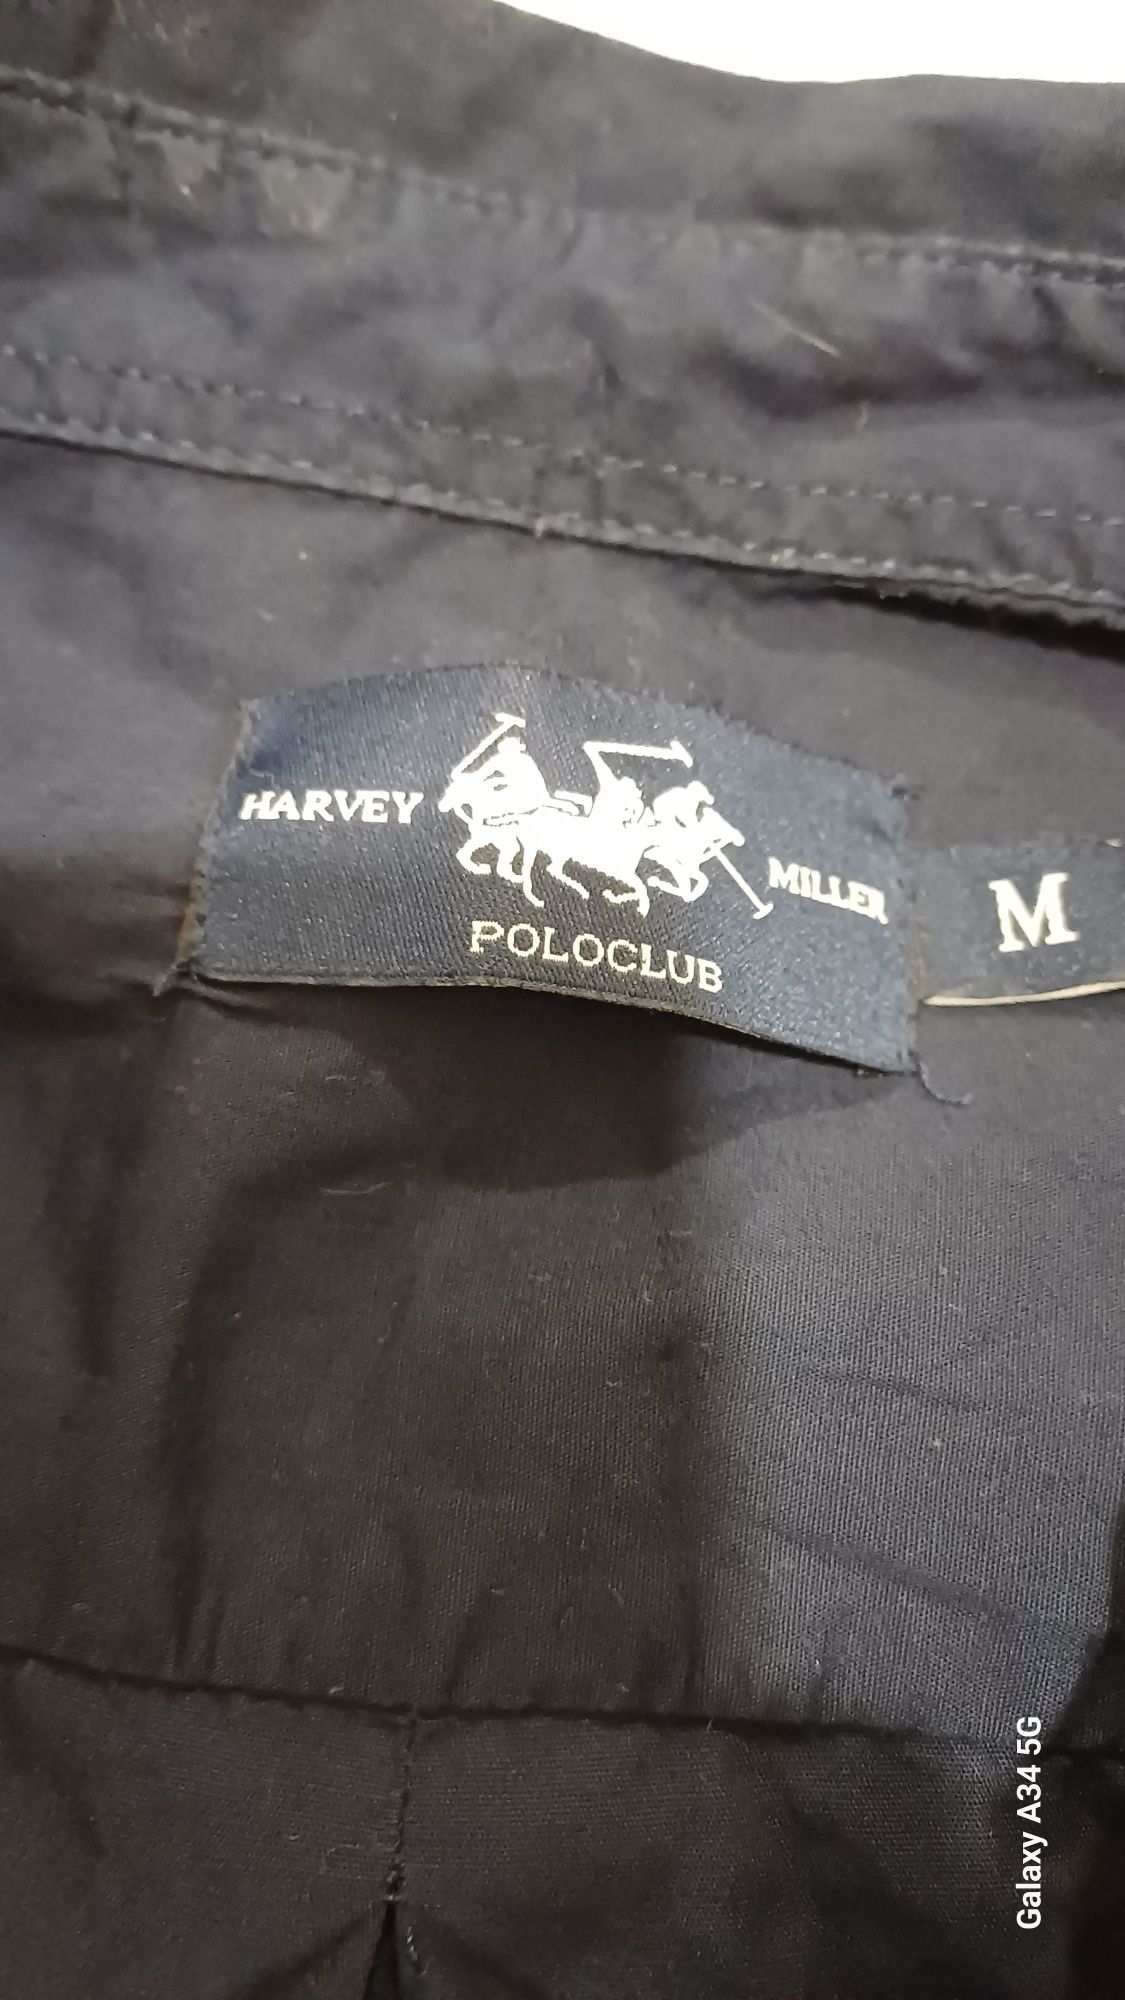 HARVEY MILLER
POLOCLUB
M
Galaxy A34 5G